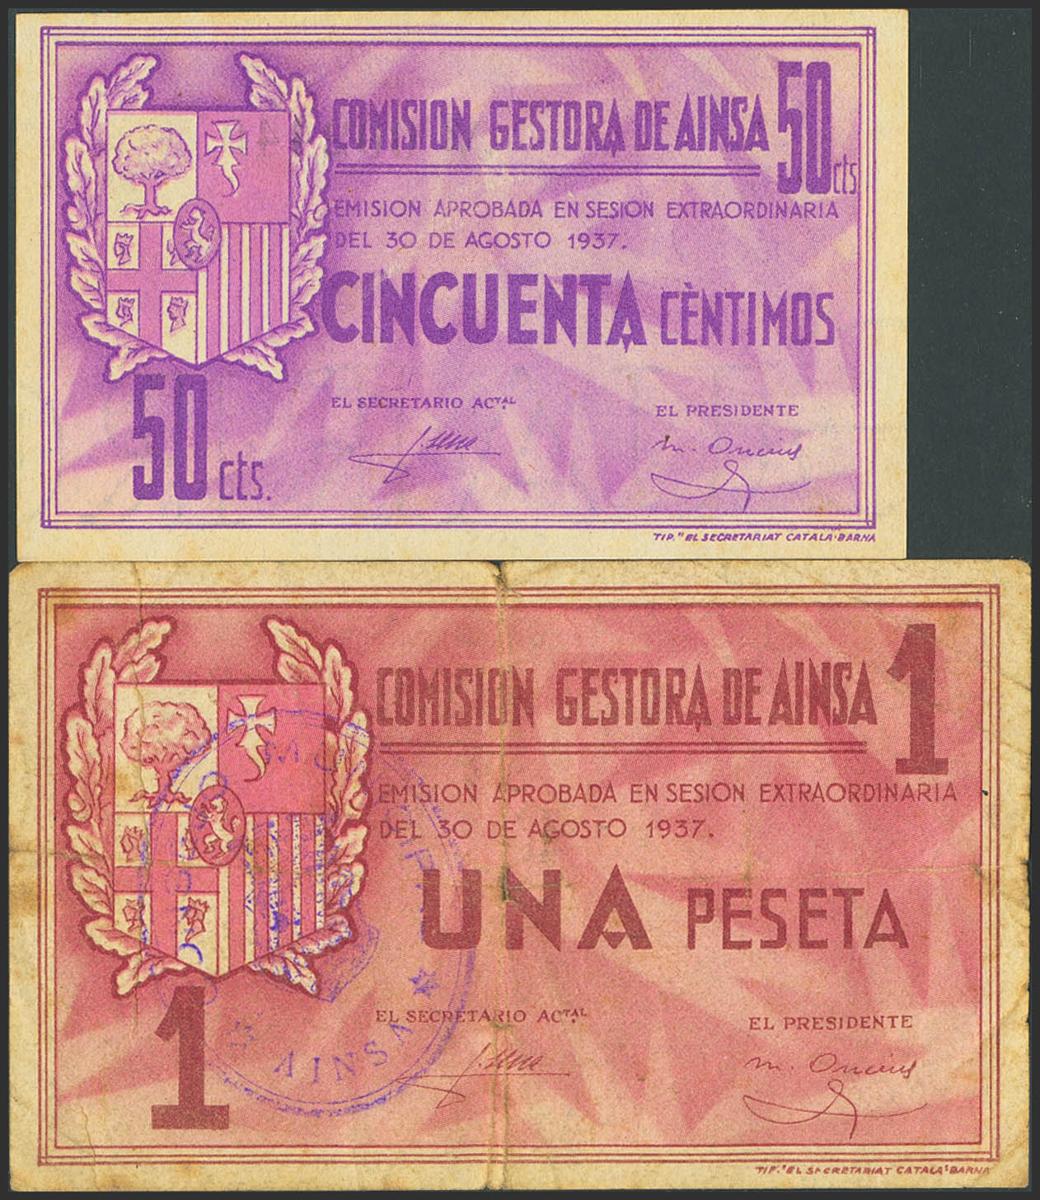 COMISION GESTORA DE AINSA 50 cts
EMISION APROBADA EN SESION EXTRAORDINARIA
DEL 30 DE AGOSTO 1937.
CINCUENTA CÈNTIMOS
EL SECRETARIO ACTAL.
EL PRESIDENTE
50 cts.
TIP. "EL SECRETARIAT CATALA" BARNA
COMISION GESTORA DE AINSA 1
EMISION APROBADA EN SESION EXTRAORDINARIA
DEL 30 DE AGOSTO 1937.
UNA PESETA
EL SECRETARIO ACTAL.
EL PRESIDENTE
1
AINSA
TIP. "EL SECRETARIAT CATALA" BARNA